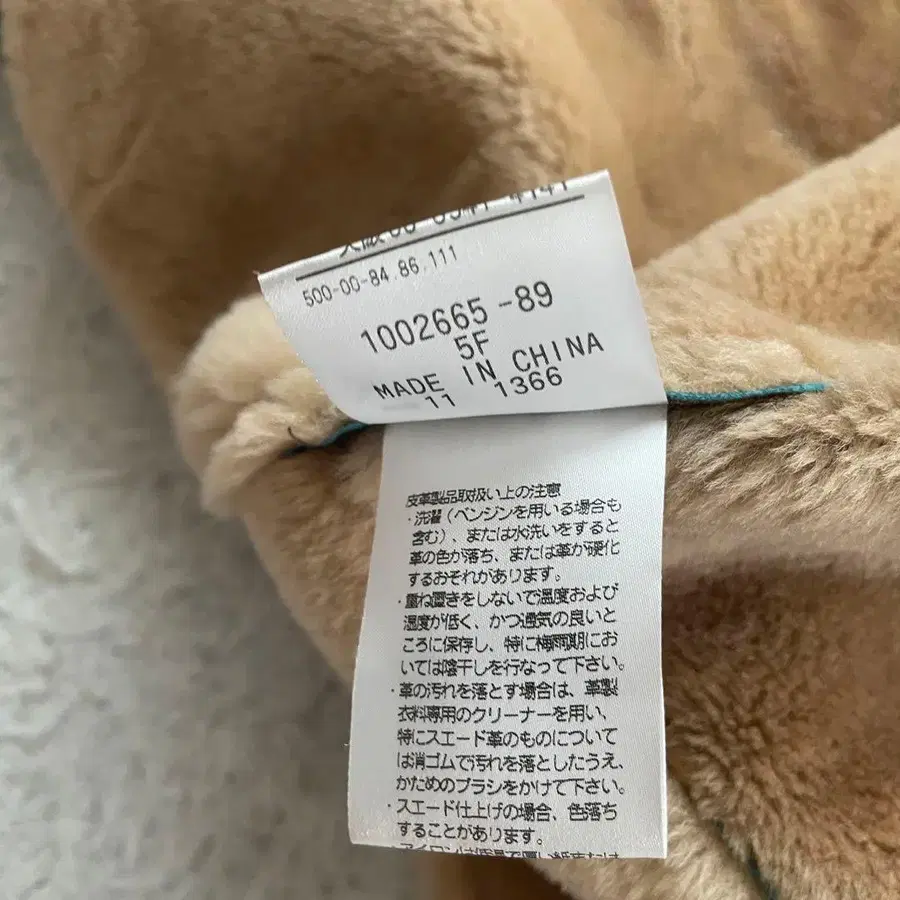 大阪06
500-00-84.86.111
1002665-89
5F
MADE IN CHINA
11 1366
皮革製品取扱い上の注意
・洗濯(ベンジンを用いる場合も
含む)、または水洗いをすると
革の色が落ち、または革が硬化
するおそれがあります。
・重ね置きをしないで温度および
湿度が低く、かつ通気の良いと
ころに保存し、特に梅雨期にお
いては陰干しを行なって下さい。
・革の汚れを落とす場合は、革製
衣料専用のクリーナーを用い、
特にスエード革のものについて
は消ゴムで汚れを落としたうえ、
かためのブラシをかけて下さい。
・スエード仕上げの場合、色落ち
することがあります。